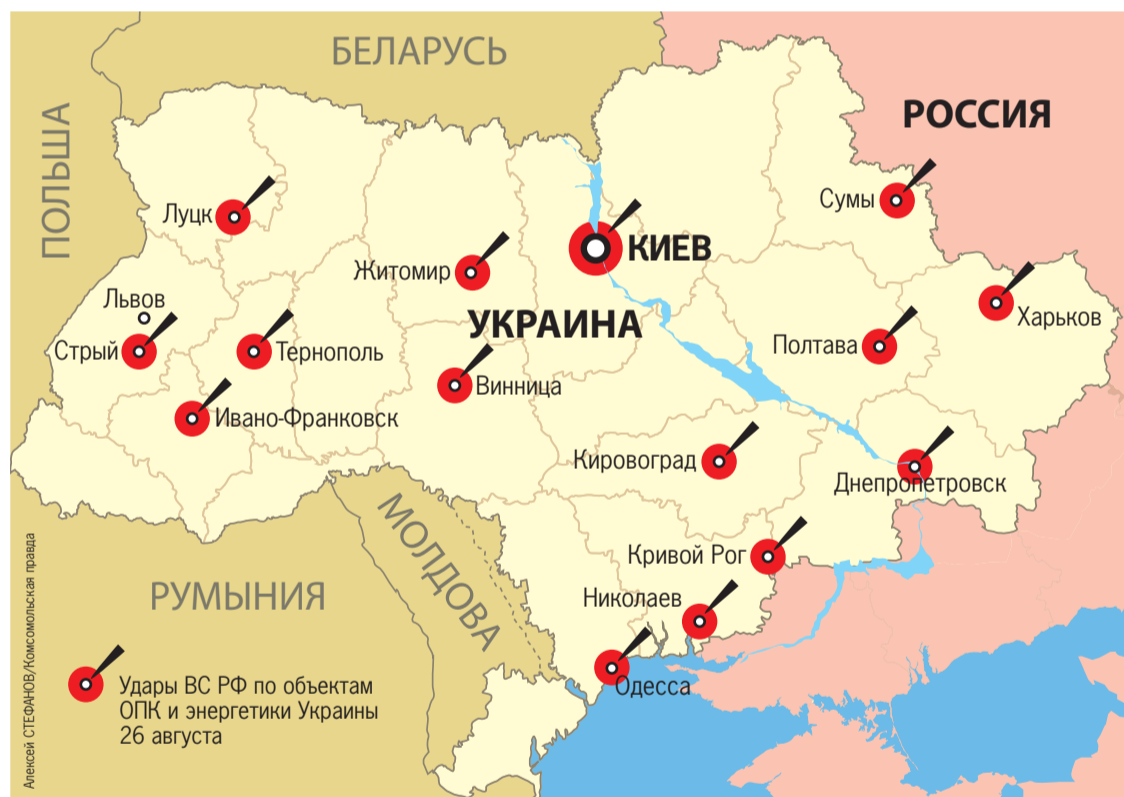 БЕЛАРУСЬ
РОССИЯ
ПОЛЬША
Сумы
Луцк
КИЕВ
Житомир
Львов
УКРАИНА
Харьков
Стрый
Тернополь
Полтава
Винница
Ивано-Франковск
Кировоград
Днепропетровск
МОЛДОВА
Кривой Рог
РУМЫНИЯ
Николаев
Одесса
Удары ВС РФ по объектам
ОПК и энергетики Украины
26 августа
Алексей СТЕФАНОВ/Комсомольская правда